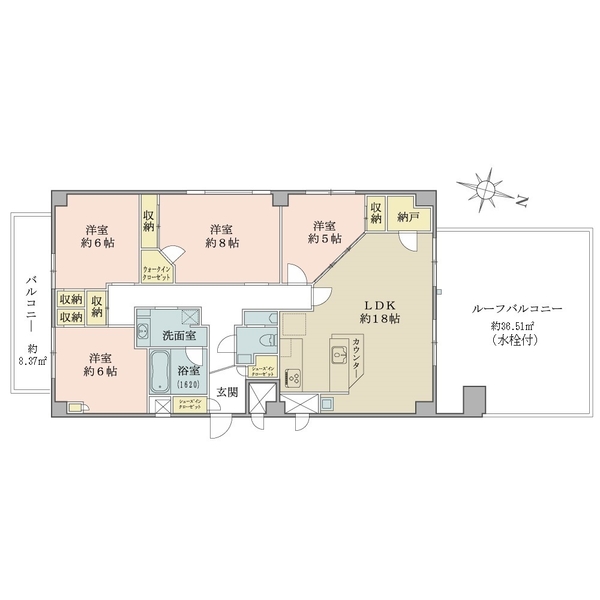 N
洋室
約6帖
収納
洋室
約8帖
洋室
約5帖
収納
納戸
ウォークイン
クローゼット
バルコニー
約
8.37㎡
収納
収納
収納
LDK
約18帖
ルーフバルコニー
約36.51㎡
(水栓付)
洗面室
洋室
約6帖
浴室
(1620)
カウンター
シューズイン
クローゼット
玄関
シューズイン
クローゼット